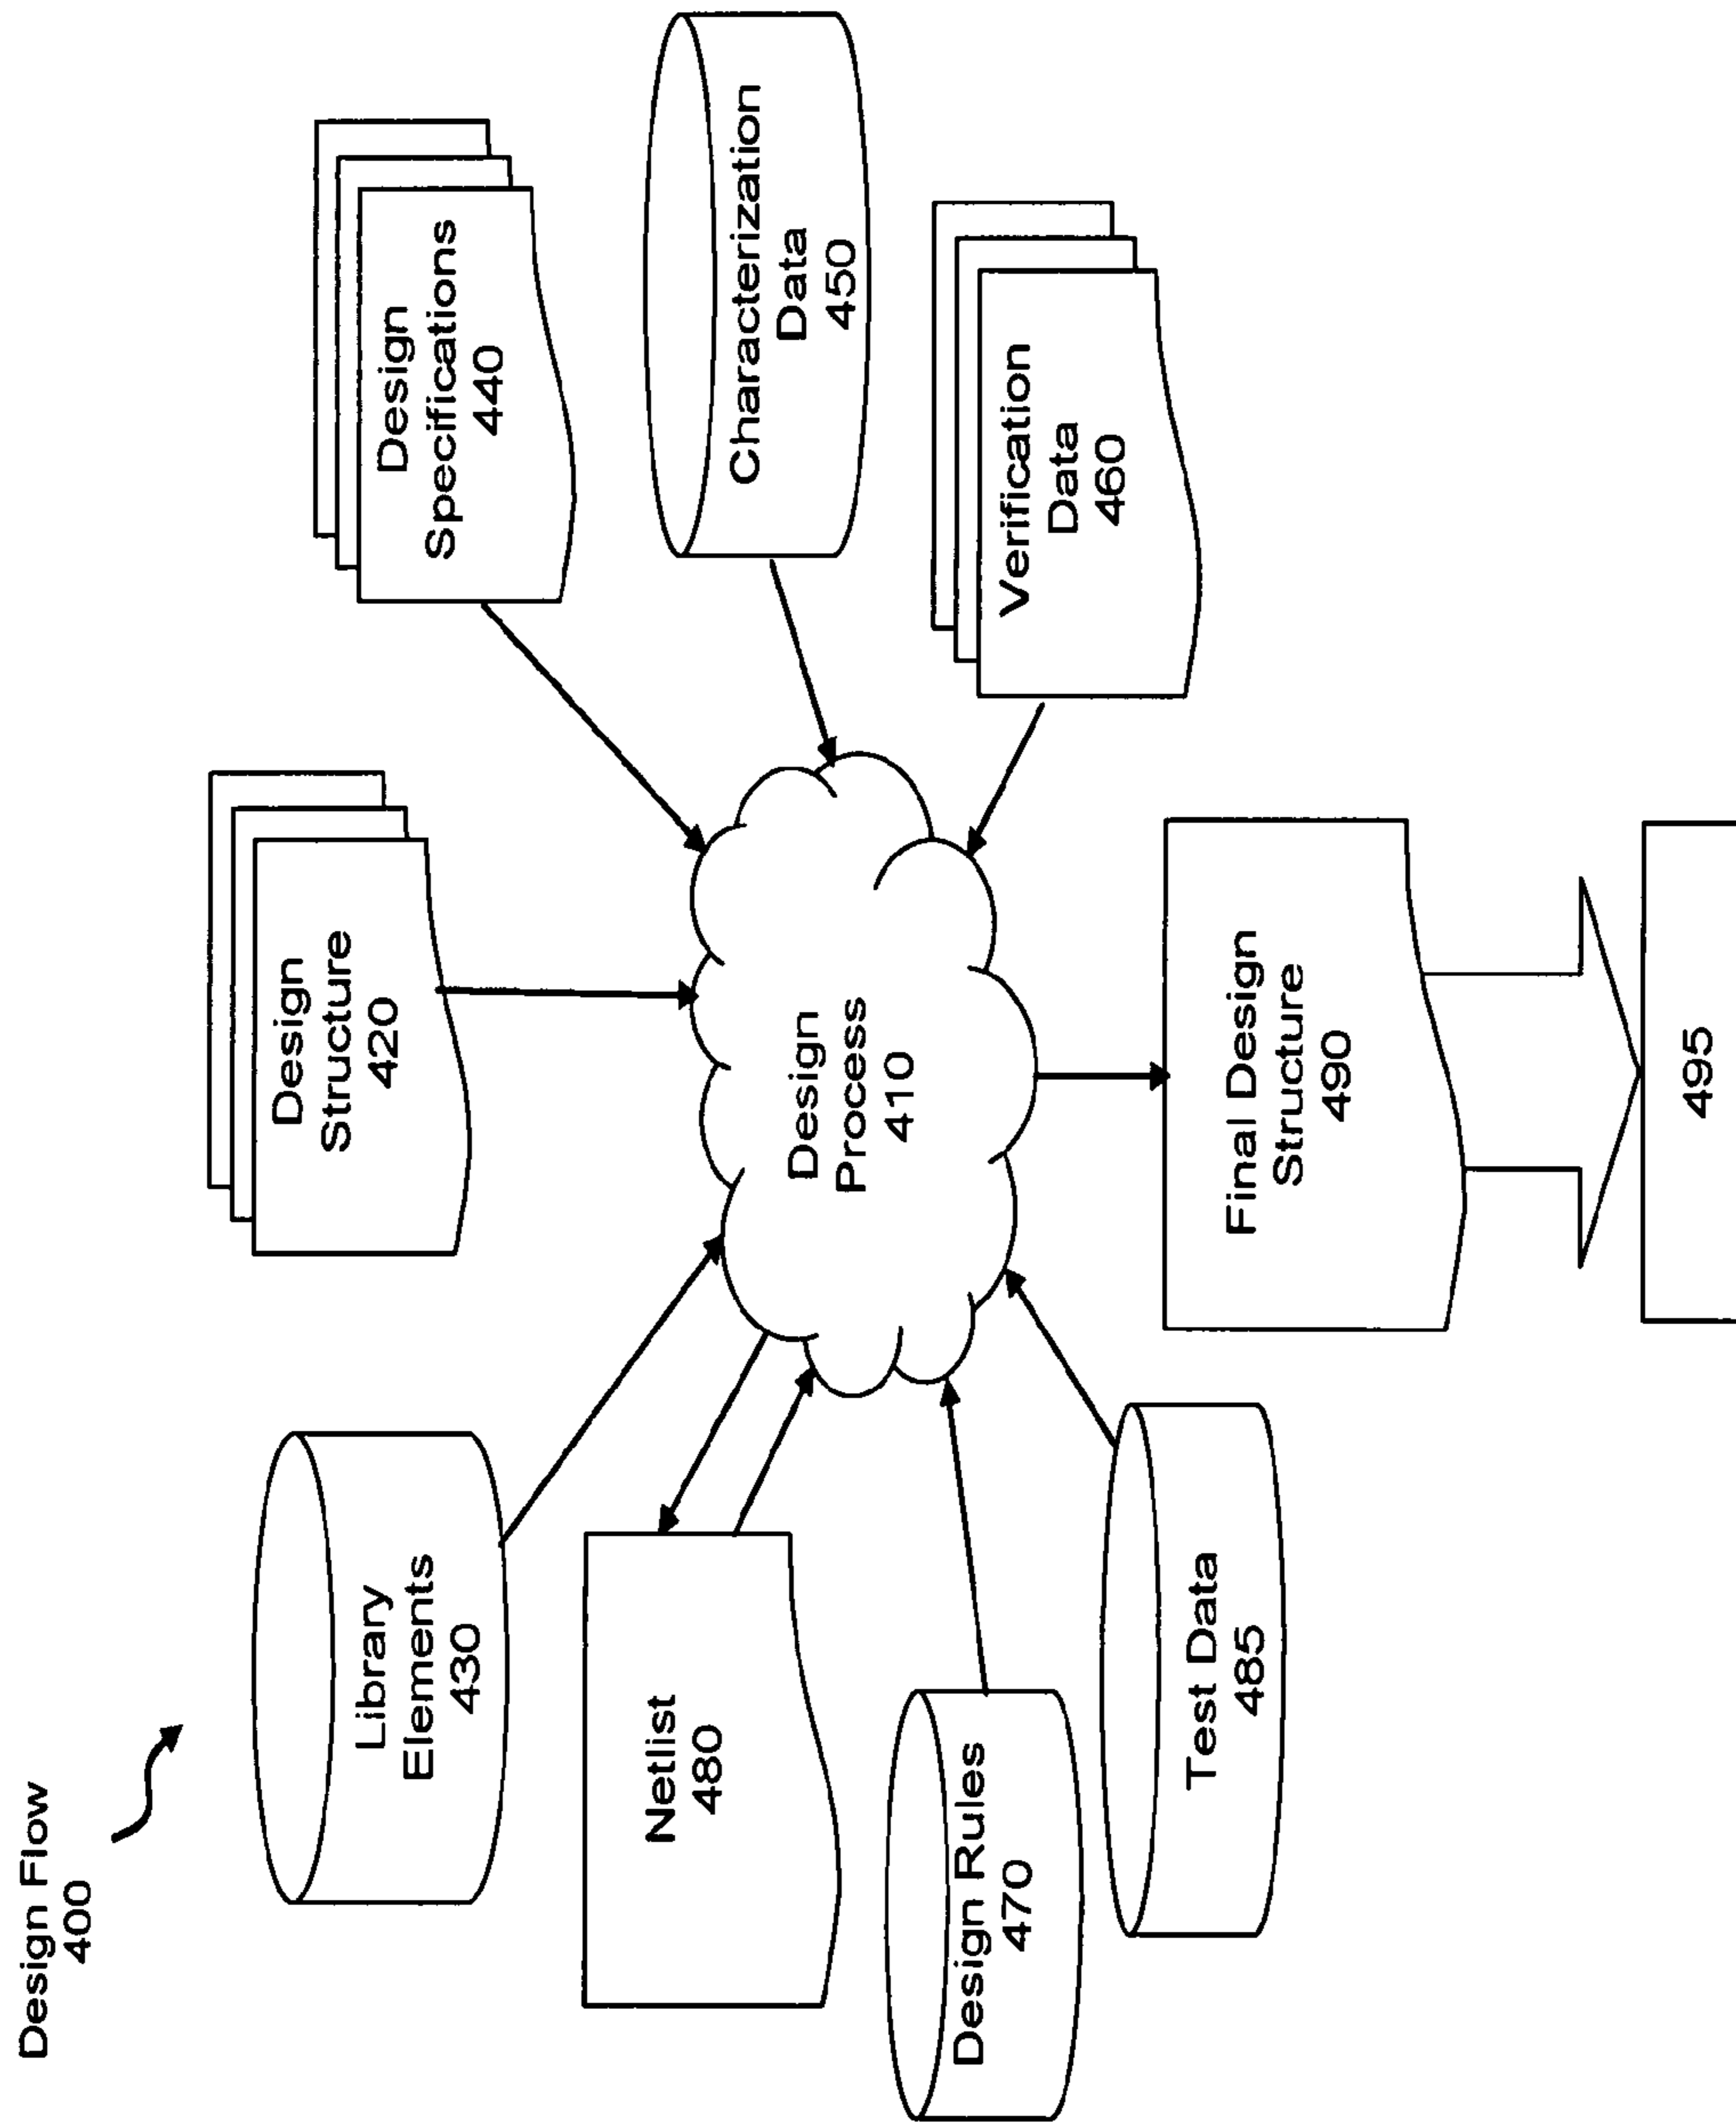 Design Flow
400
Design
Structure
420
Library
Elements
430
Design
Specifications
440
Netlist
480
Characterization
Data
450
Design
Process
410
Design Rules
470
Verification
Data
460
Test Data
485
Final Design
Structure
490
495